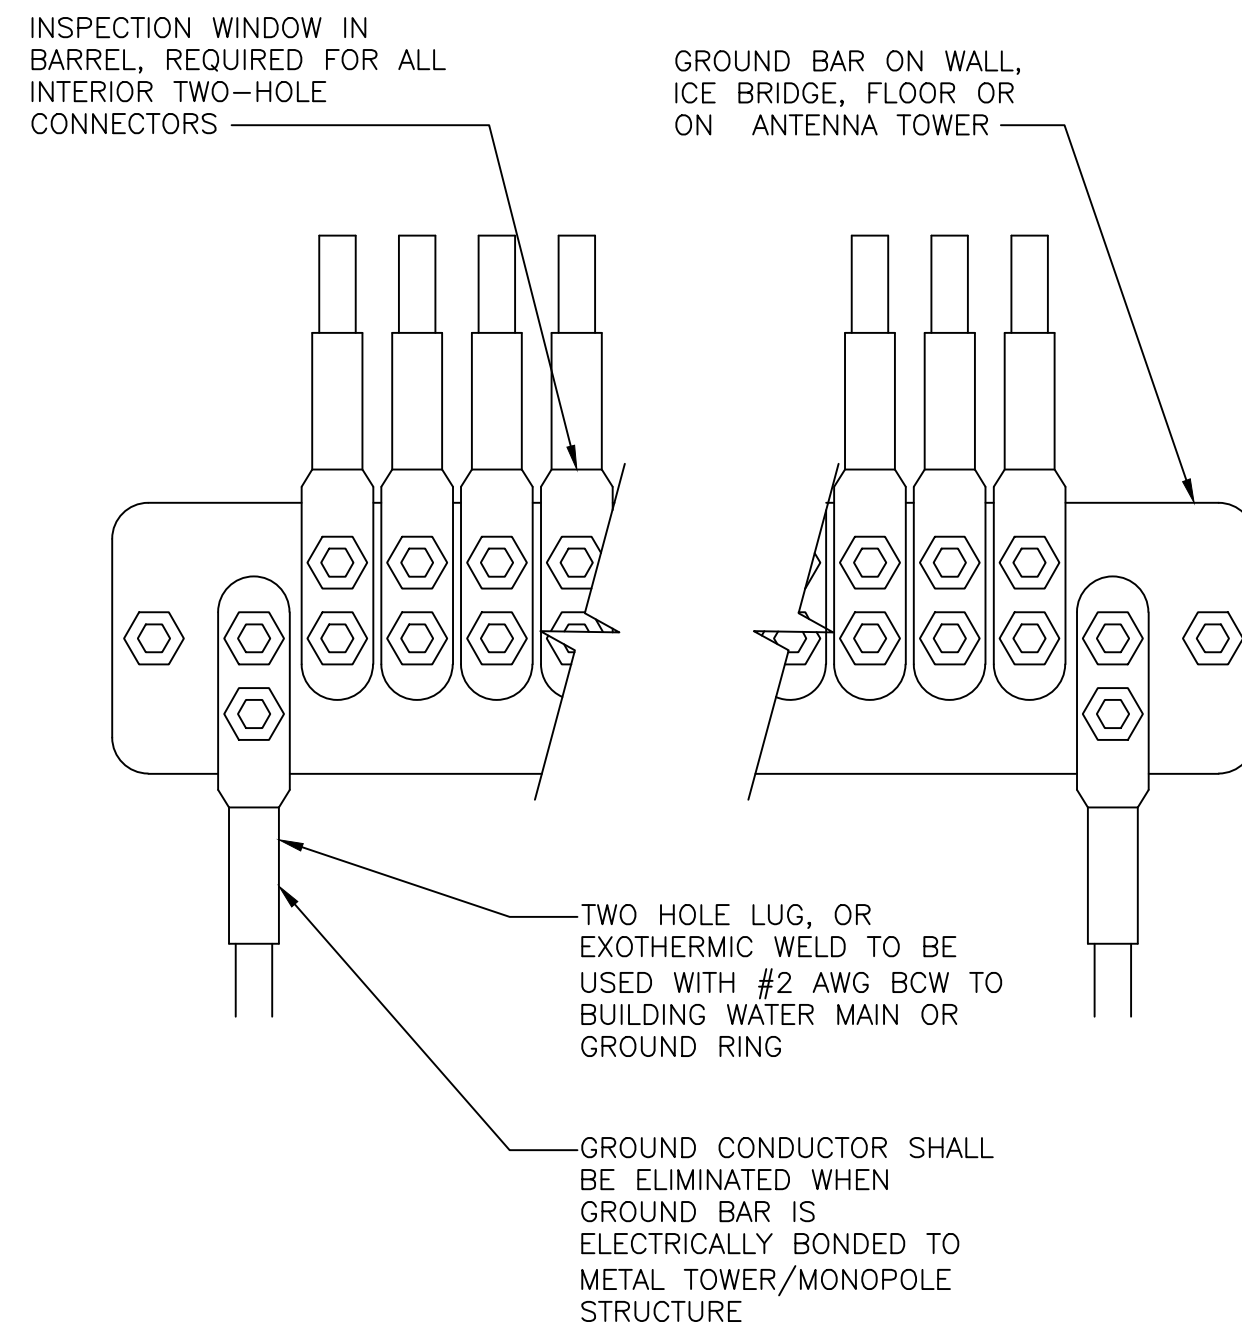 INSPECTION WINDOW IN
BARREL, REQUIRED FOR ALL
INTERIOR TWO-HOLE
CONNECTORS
GROUND BAR ON WALL,
ICE BRIDGE, FLOOR OR
ON ANTENNA TOWER
TWO HOLE LUG, OR
EXOTHERMIC WELD TO BE
USED WITH #2 AWG BCW TO
BUILDING WATER MAIN OR
GROUND RING
GROUND CONDUCTOR SHALL
BE ELIMINATED WHEN
GROUND BAR IS
ELECTRICALLY BONDED TO
METAL TOWER/MONOPOLE
STRUCTURE